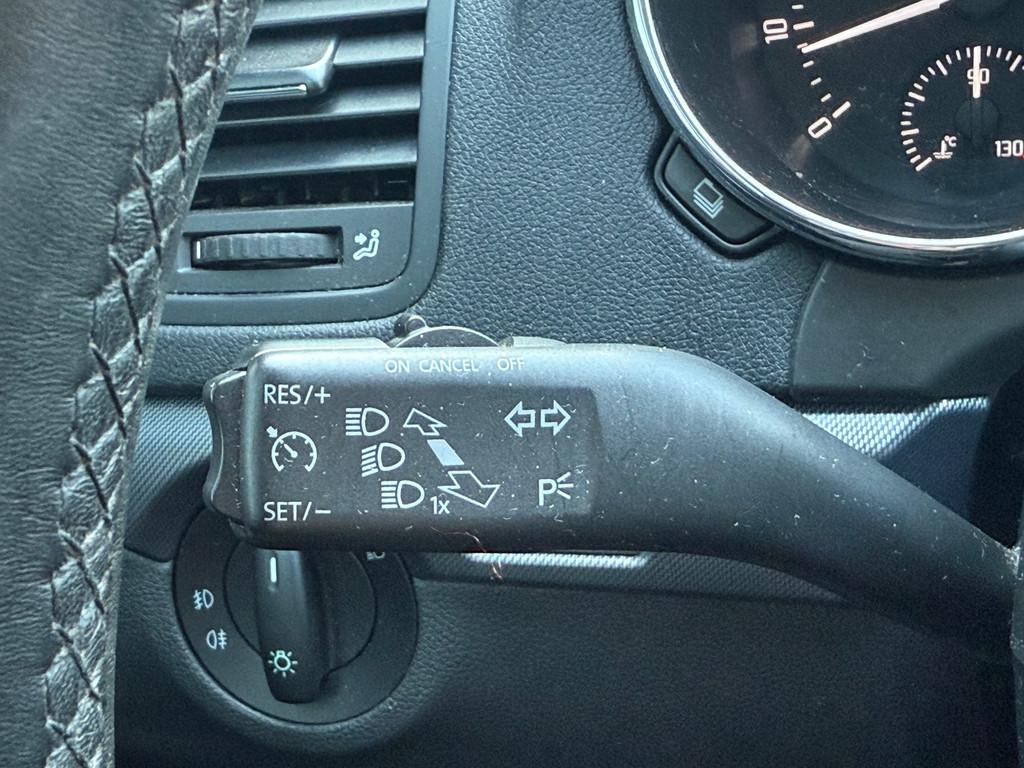 10
0
90
°C
130
ON CANCEL OFF
RES/+
SET/−
1x
P